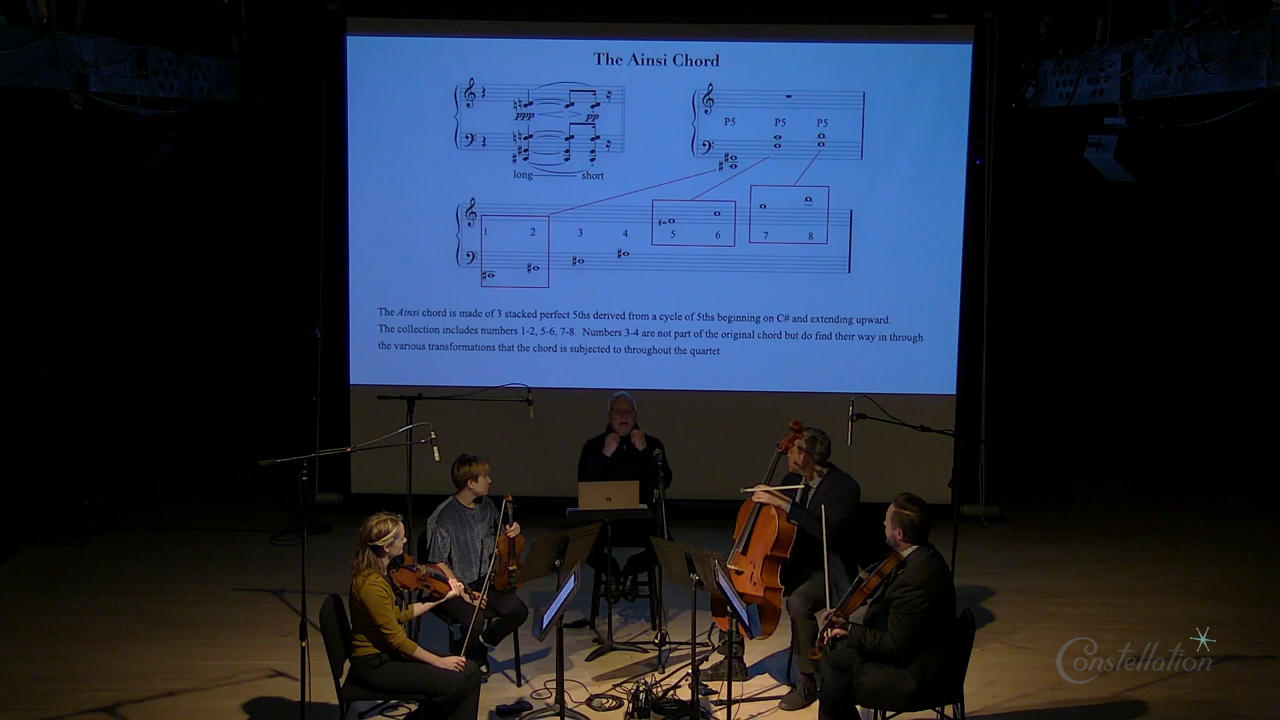 The Ainsi Chord
ppp pp
long short
P5 P5 P5
1 2 3 4 5 6 7 8
The Ainsi chord is made of 3 stacked perfect 5ths derived from a cycle of 5ths beginning on C# and extending upward.
The collection includes numbers 1-2, 5-6, 7-8. Numbers 3-4 are not part of the original chord but do find their way in through
the various transformations that the chord is subjected to throughout the quartet.
Constellation